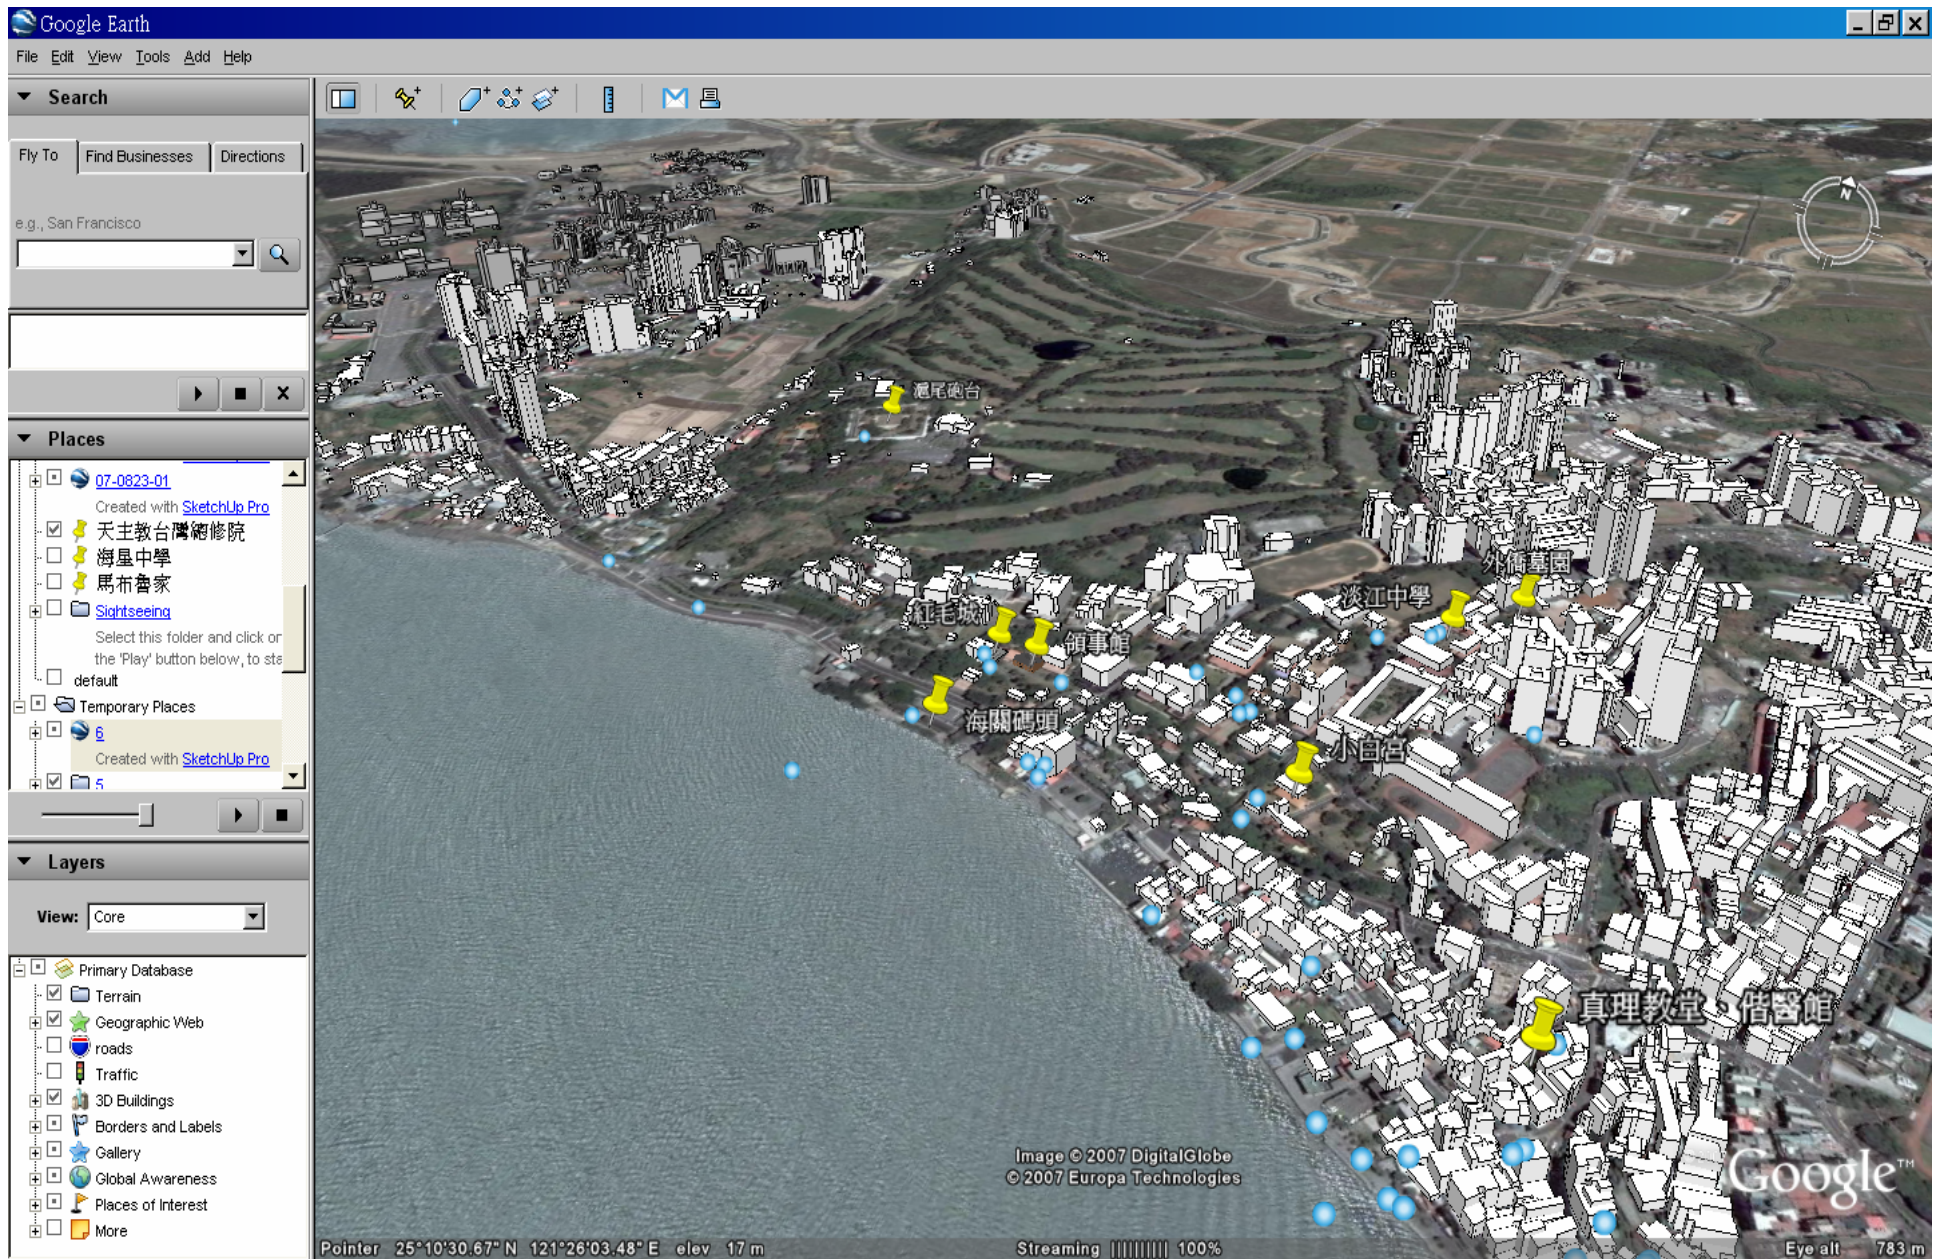 Google Earth
File Edit View Tools Add Help
Search
Fly To Find Businesses Directions
e.g., San Francisco
Places
07-0823-01
Created with SketchUp Pro
天主教台灣總修院
海星中學
馬布魯家
Sightseeing
Select this folder and click or
the 'Play' button below, to sta
default
Temporary Places
6
Created with SketchUp Pro
5
Layers
View: Core
Primary Database
Terrain
Geographic Web
roads
Traffic
3D Buildings
Borders and Labels
Gallery
Global Awareness
Places of Interest
More
N
滬尾砲台
外僑墓園
淡江中學
紅毛城
領事館
海關碼頭
小白宮
真理教堂、偕醫館
Image © 2007 DigitalGlobe
© 2007 Europa Technologies
Google™
Pointer 25°10'30.67" N 121°26'03.48" E elev 17 m
Streaming |||||||||| 100%
Eye alt 783 m